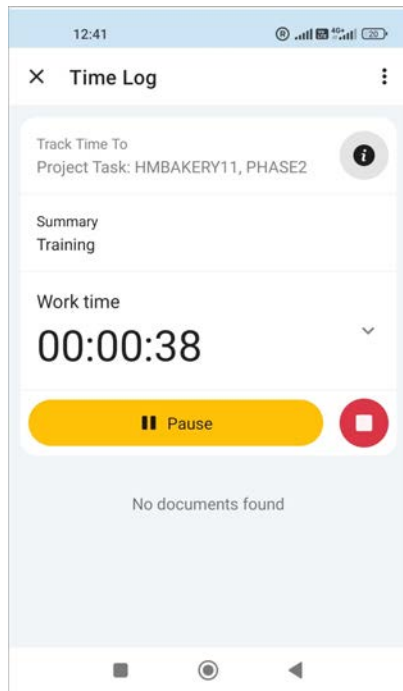 12:41
R 4G+ 20
Time Log
Track Time To
Project Task: HMBAKERY11, PHASE2
i
Summary
Training
Work time
00:00:38
Pause
No documents found